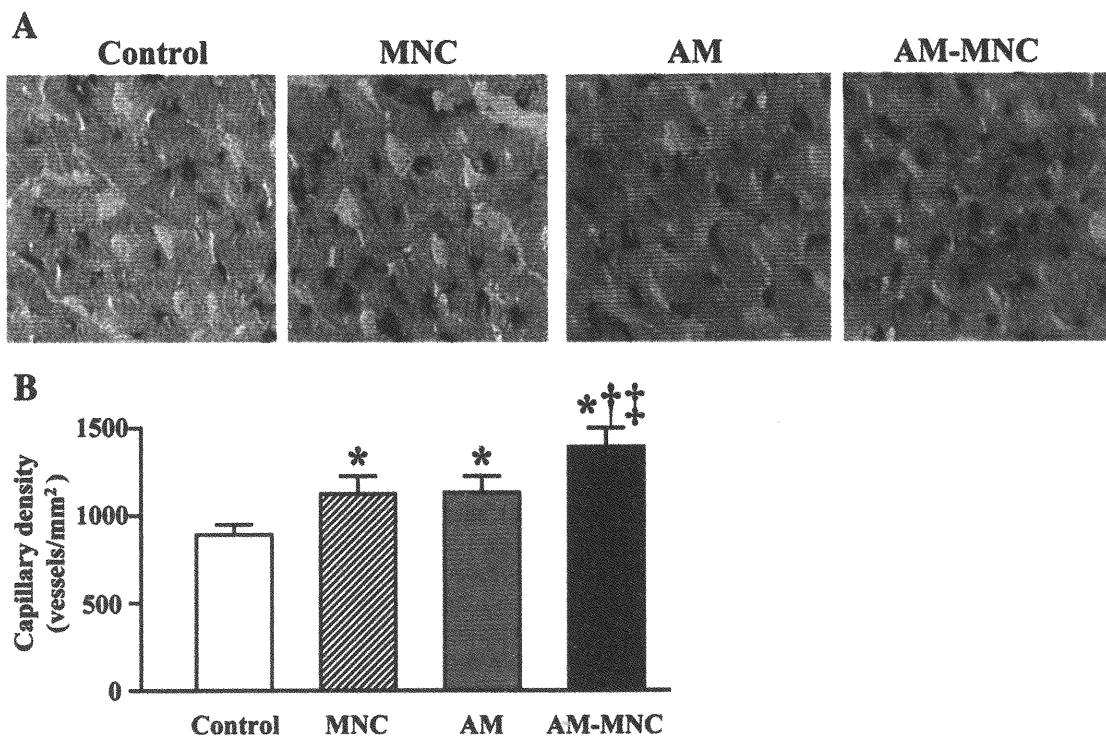 A
Control MNC AM AM-MNC
B
Capillary density
(vessels/mm²)
1500
1000
500
0
* * *†‡
Control MNC AM AM-MNC